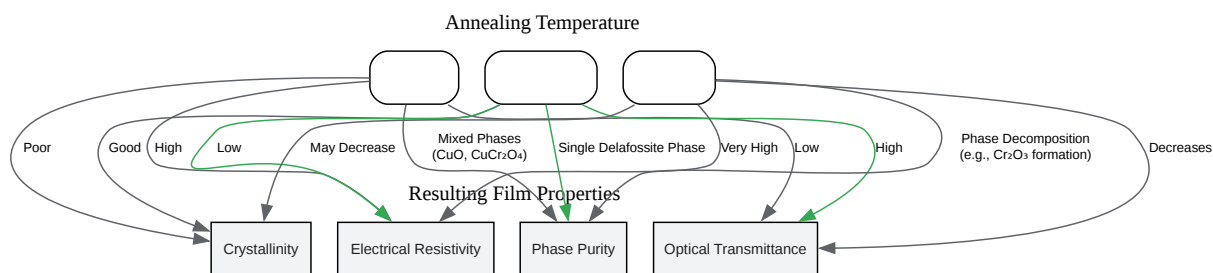 Annealing Temperature
Poor
Good
High
Low
May Decrease
Mixed Phases
(CuO, CuCr₂O₄)
Single Delafossite Phase
Very High
Low
High
Phase Decomposition
(e.g., Cr₂O₃ formation)
Decreases
Resulting Film Properties
Crystallinity
Electrical Resistivity
Phase Purity
Optical Transmittance